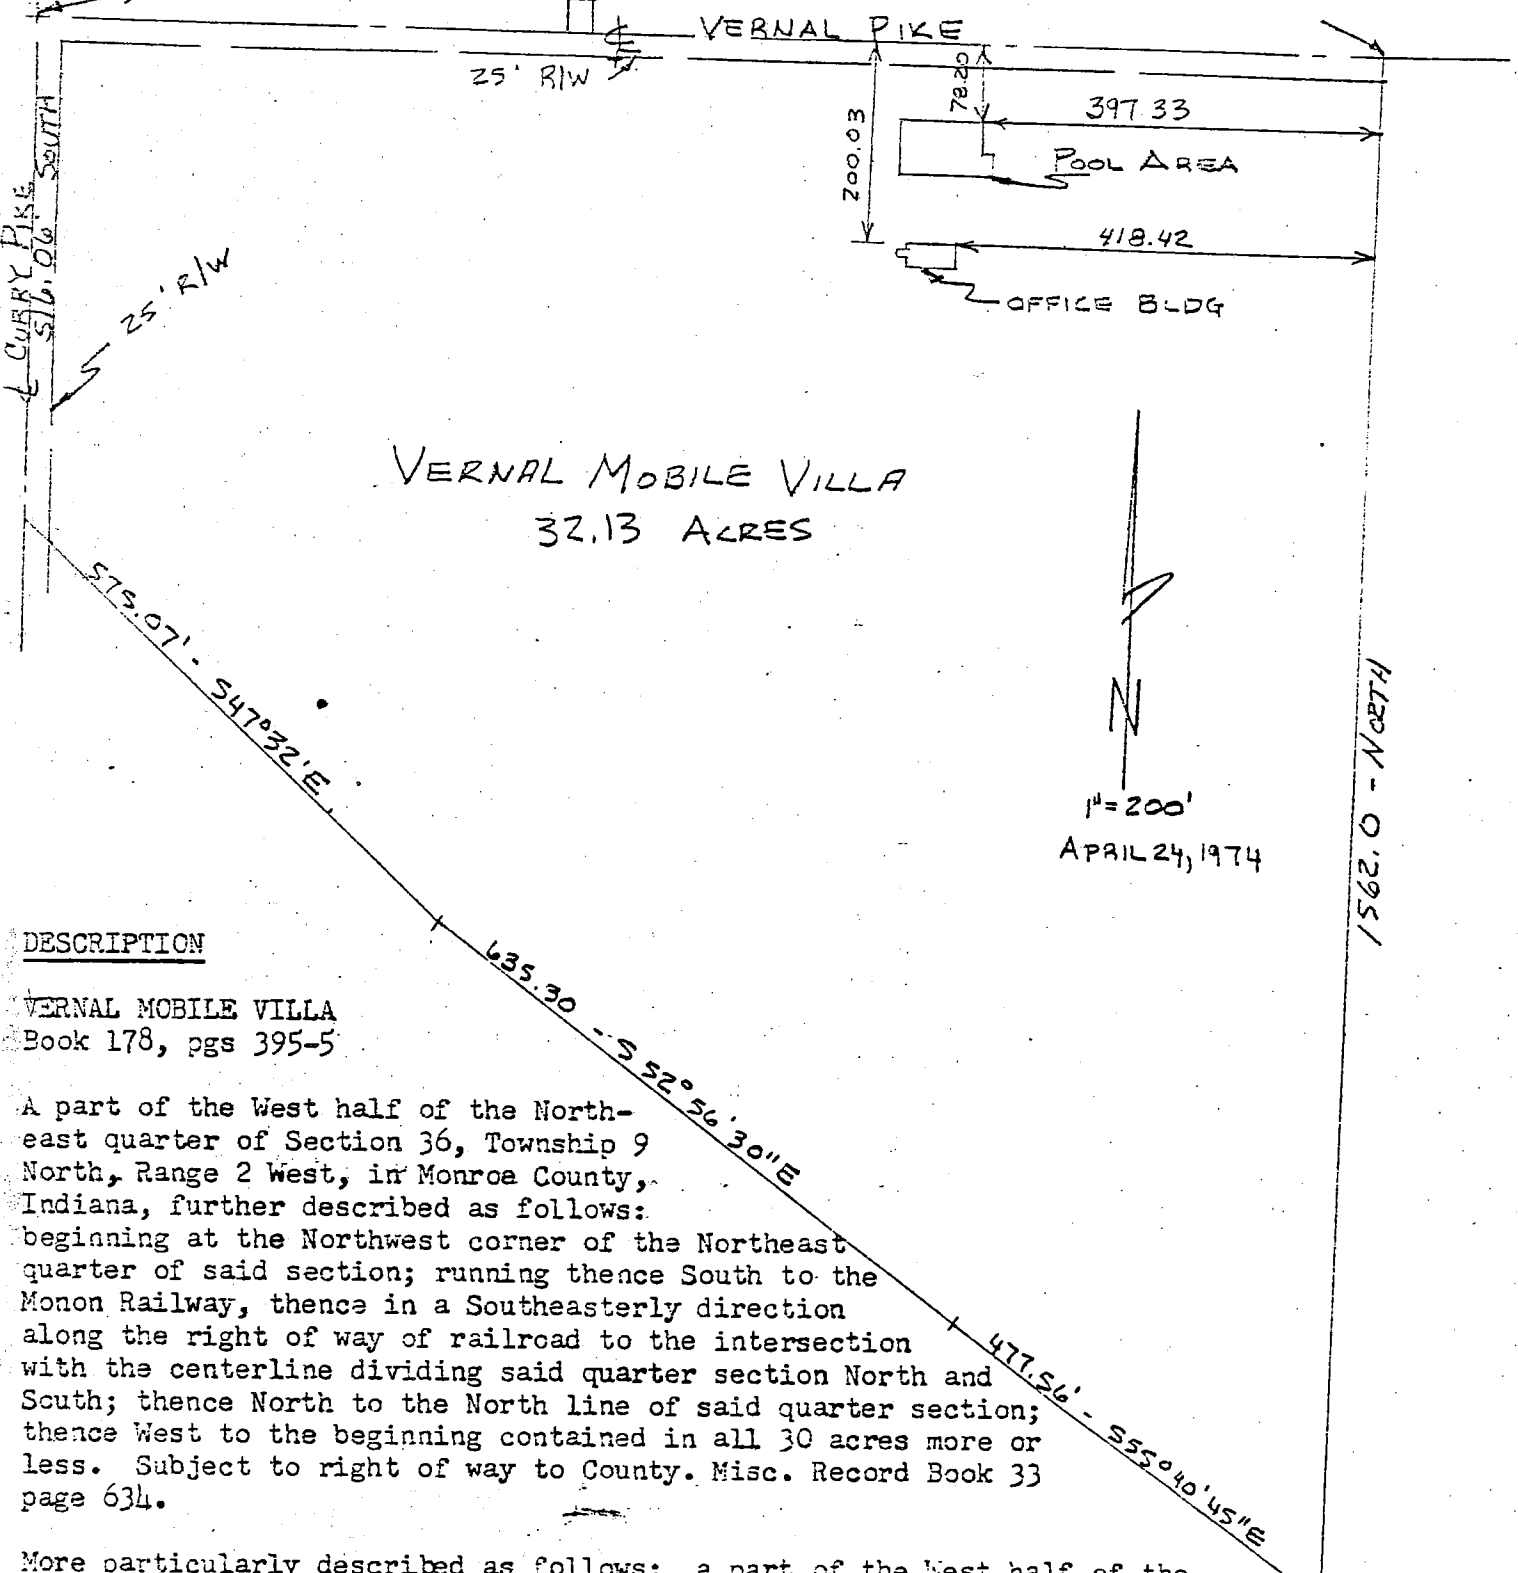 VERNAL PIKE
25' R/W
78.20
397.33
200.03
POOL AREA
418.42
OFFICE BLDG
℄ CURRY PIKE
516.06' SOUTH
25' R/W
VERNAL MOBILE VILLA
32.13 ACRES
N
1"=200'
APRIL 24, 1974
1562.0 - NORTH
575.07' - S47°32'E
635.30 - S 52°56'30"E
477.56' - S55°40'45"E
DESCRIPTION
VERNAL MOBILE VILLA
Book 178, pgs 395-5
A part of the West half of the North-
east quarter of Section 36, Township 9
North, Range 2 West, in Monroe County,
Indiana, further described as follows:
beginning at the Northwest corner of the Northeast
quarter of said section; running thence South to the
Monon Railway, thence in a Southeasterly direction
along the right of way of railroad to the intersection
with the centerline dividing said quarter section North and
South; thence North to the North line of said quarter section;
thence West to the beginning contained in all 30 acres more or
less. Subject to right of way to County. Misc. Record Book 33
page 634.
More particularly described as follows: a part of the West half of the